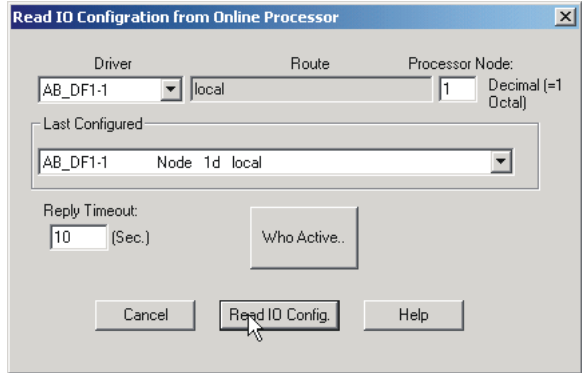 Read IO Configration from Online Processor
Driver Route Processor Node:
AB_DF1-1 local 1 Decimal (=1
Octal)
Last Configured
AB_DF1-1 Node 1d local
Reply Timeout:
10 (Sec.) Who Active..
Cancel Read IO Config. Help